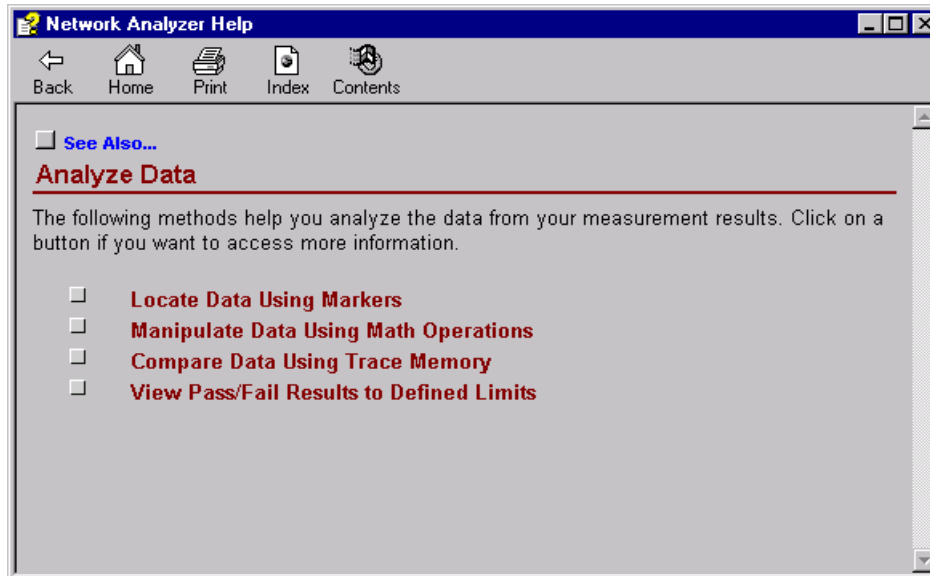 Network Analyzer Help
Back Home Print Index Contents
See Also...
Analyze Data
The following methods help you analyze the data from your measurement results. Click on a
button if you want to access more information.
Locate Data Using Markers
Manipulate Data Using Math Operations
Compare Data Using Trace Memory
View Pass/Fail Results to Defined Limits